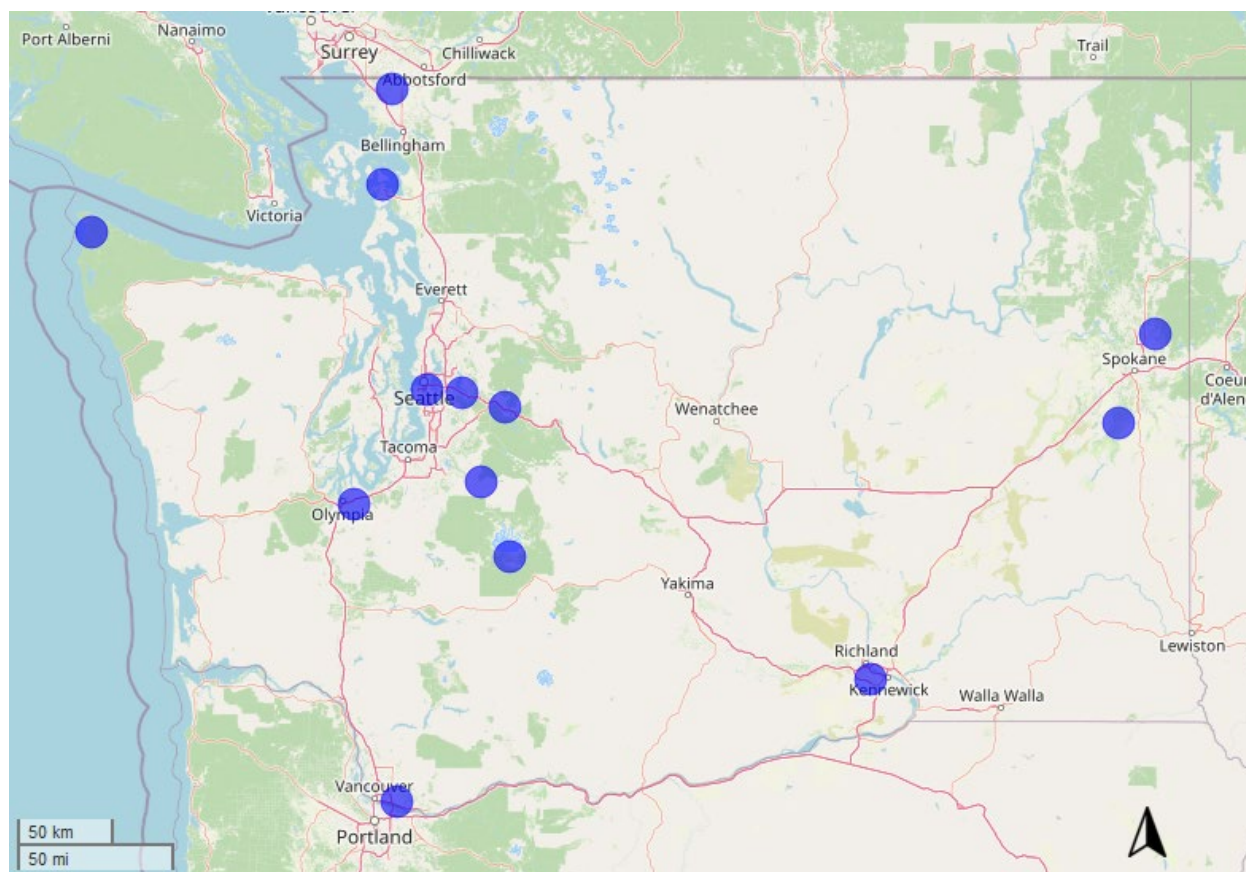 Vancouver
Nanaimo
Port Alberni
Surrey
Chilliwack
Trail
Abbotsford
Bellingham
Victoria
Everett
Spokane
Coeur
d'Alen
Seattle
Wenatchee
Tacoma
Olympia
Yakima
Lewiston
Richland
Kennewick
Walla Walla
Vancouver
Portland
50 km
50 mi